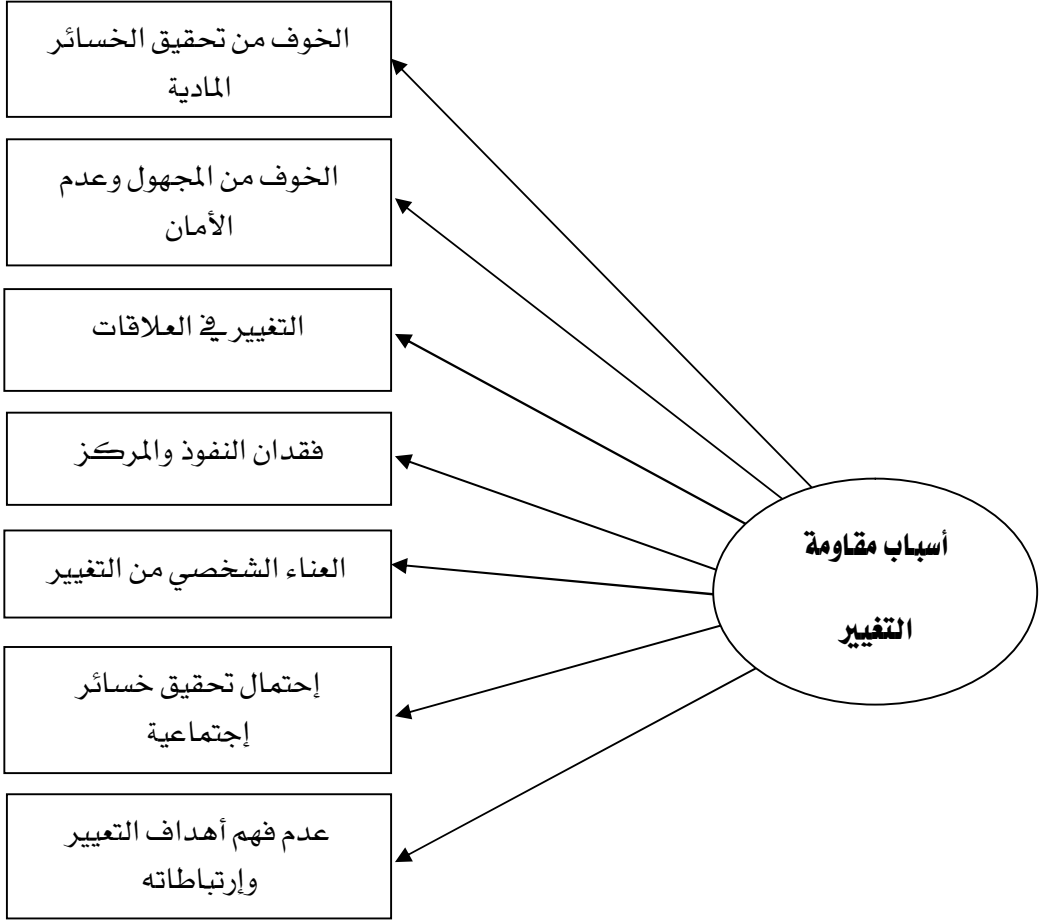 الخوف من تحقيق الخسائر
المادية
الخوف من المجهول وعدم
الأمان
التغيير في العلاقات
فقدان النفوذ والمركز
العناء الشخصي من التغيير
إحتمال تحقيق خسائر
إجتماعية
عدم فهم أهداف التعيير
وإرتباطاته
أسباب مقاومة
التغيير